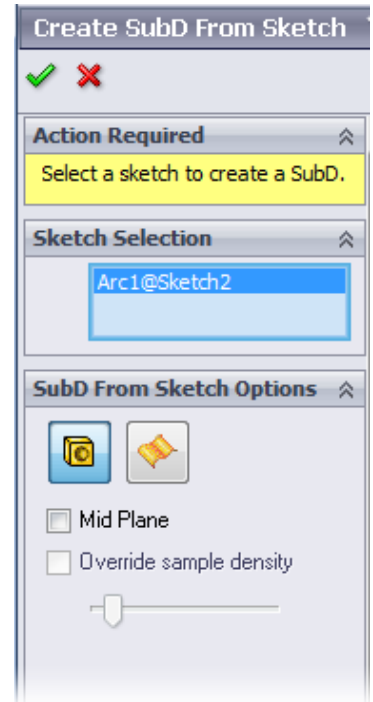 Create SubD From Sketch
Action Required
Select a sketch to create a SubD.
Sketch Selection
Arc1@Sketch2
SubD From Sketch Options
Mid Plane
Override sample density